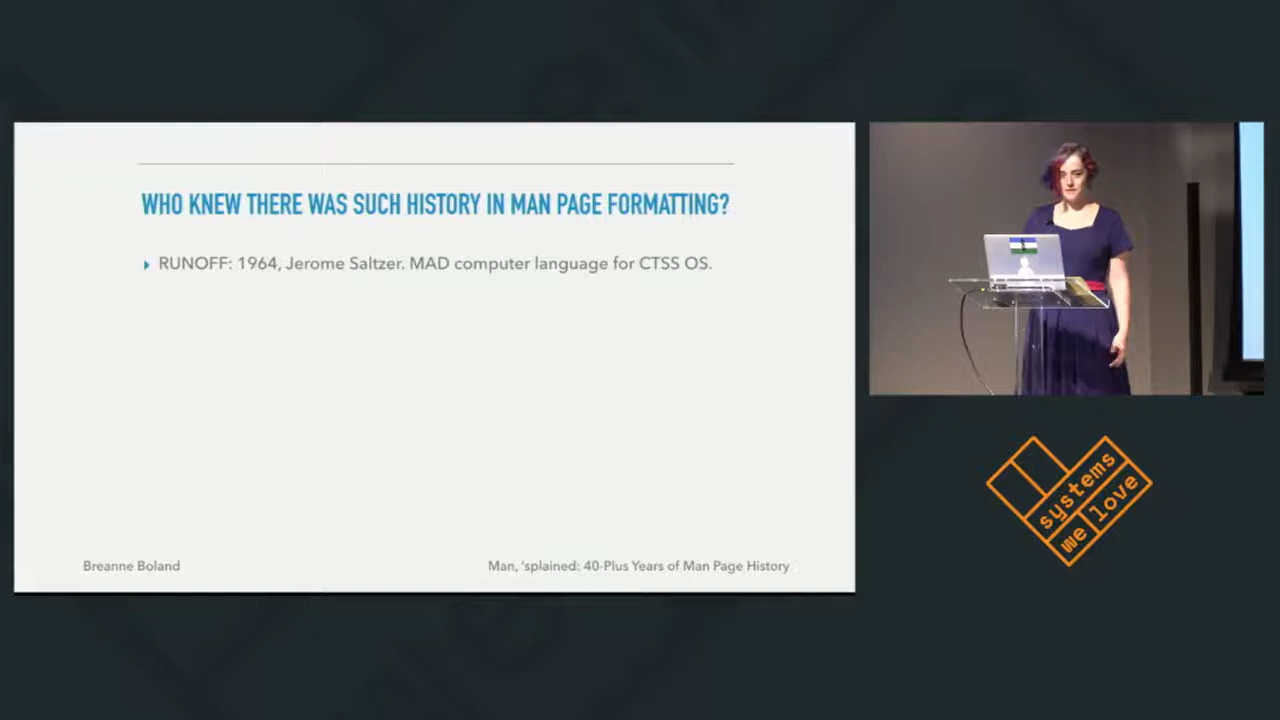 WHO KNEW THERE WAS SUCH HISTORY IN MAN PAGE FORMATTING?
RUNOFF: 1964, Jerome Saltzer. MAD computer language for CTSS OS.
Breanne Boland
Man, ‘splained: 40-Plus Years of Man Page History
systems
we love